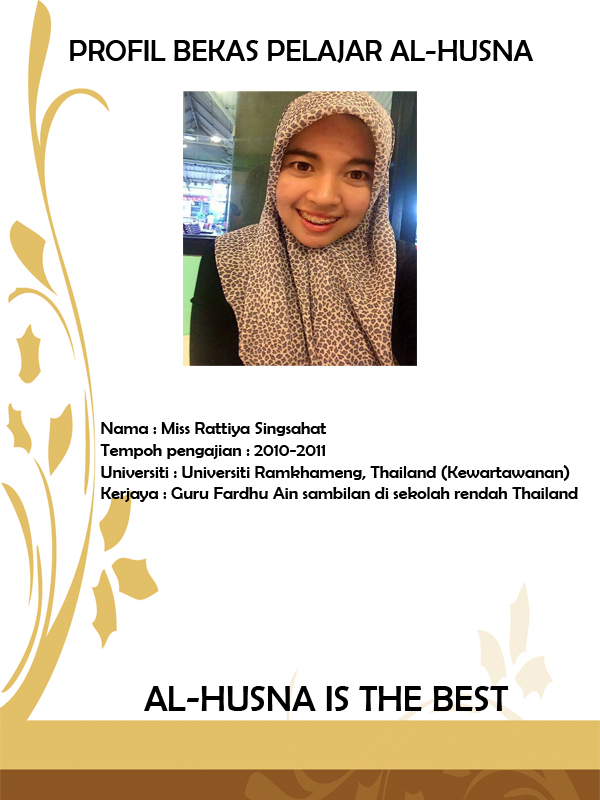 PROFIL BEKAS PELAJAR AL-HUSNA
Nama : Miss Rattiya Singsahat
Tempoh pengajian : 2010-2011
Universiti : Universiti Ramkhameng, Thailand (Kewartawanan)
Kerjaya : Guru Fardhu Ain sambilan di sekolah rendah Thailand
AL-HUSNA IS THE BEST